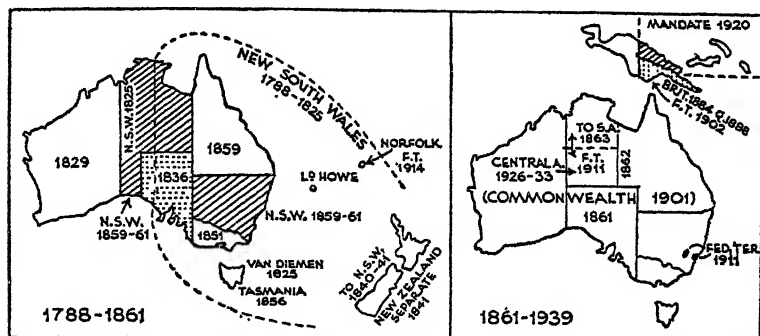 NEW SOUTH WALES
1788-1825
N.S.W. 1825
NORFOLK
F.T.
1914
1829
1859
1836
LD HOWE
N.S.W.
1859-61
N.S.W. 1859-61
1851
VAN DIEMEN
1825
TASMANIA
1856
TO N.S.W.
1840-41
NEW ZEALAND
SEPARATE
1841
1788-1861
MANDATE 1920
BRIT. 1884 & 1888
F.T. 1902
TO S.A.
1863
CENTRAL A.
1926-33
F.T.
1911
1862
(COMMONWEALTH 1901)
1861
FED. TER.
1911
1861-1939